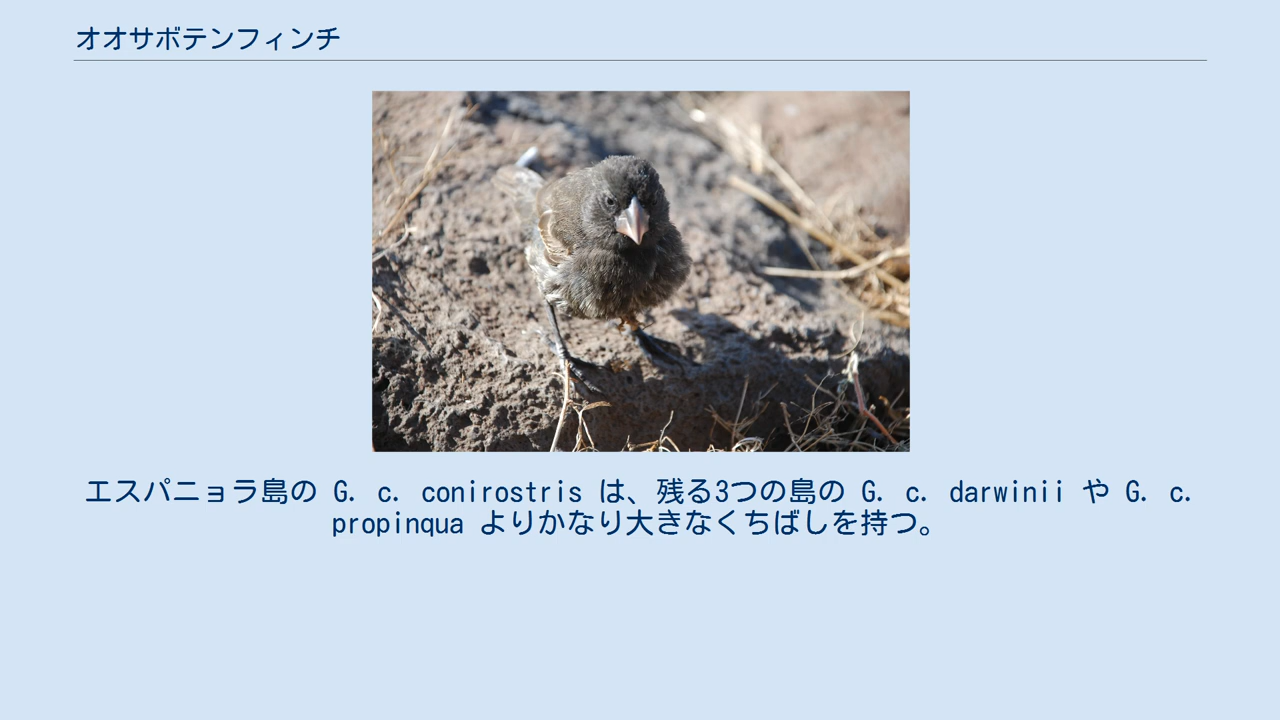 オオサボテンフィンチ
エスパニョラ島の G. c. conirostris は、残る3つの島の G. c. darwinii や G. c.
propinqua よりかなり大きなくちばしを持つ。